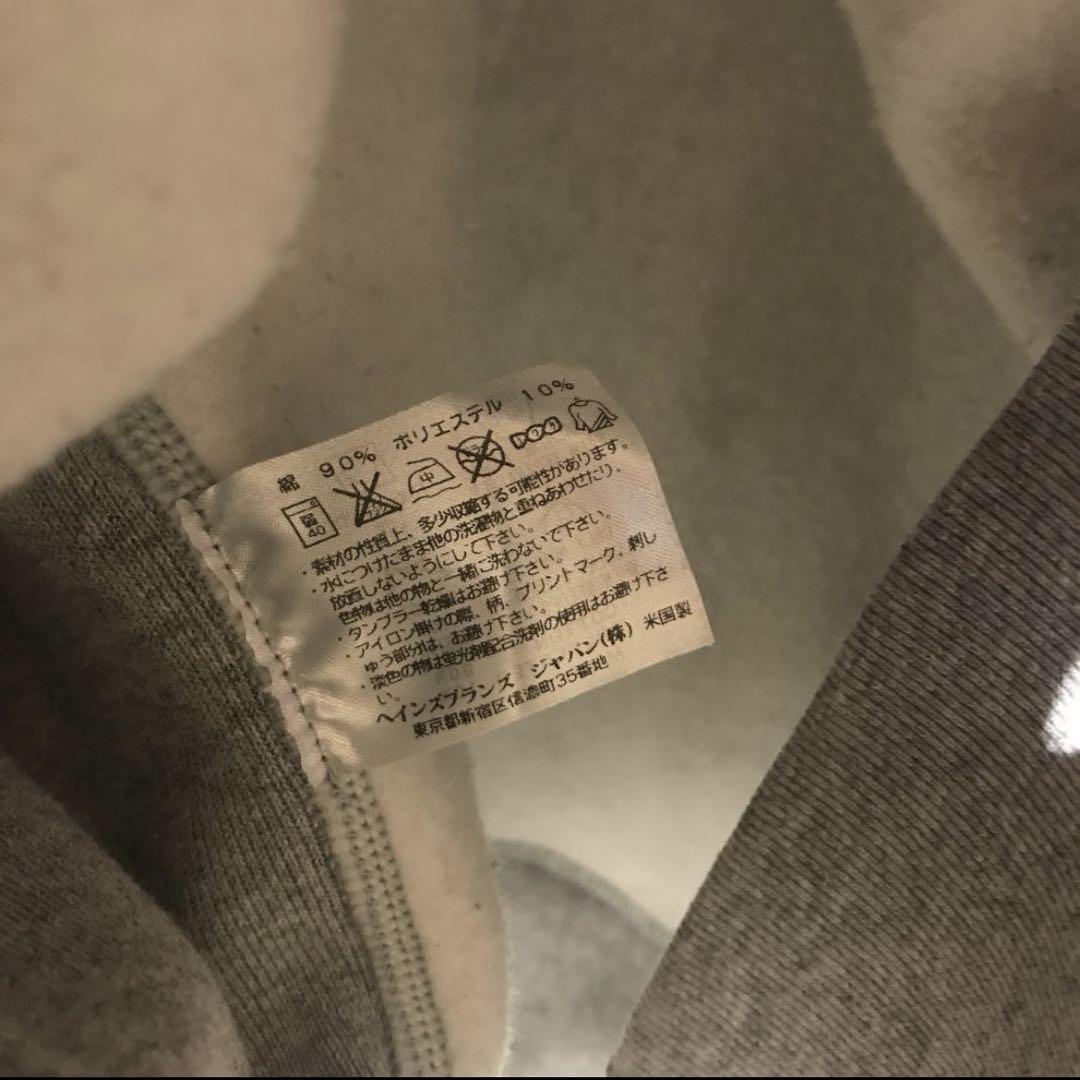 綿 90% ポリエステル 10%
弱 40 中
・素材の性質上、多少収縮する可能性があります。
・水につけたまま他の洗濯物と重ねあわせたり、
放置しないようにして下さい。
色物は他の物と一緒に洗わないで下さい。
・タンブラー乾燥はお避け下さい。
・アイロン掛けの際、柄、プリントマーク、刺し
ゅう部分は、お避け下さい。
・淡色の物は蛍光剤配合洗剤の使用はお避け下さ
い。
ヘインズブランズ ジャパン(株) 米国製
東京都新宿区信濃町35番地